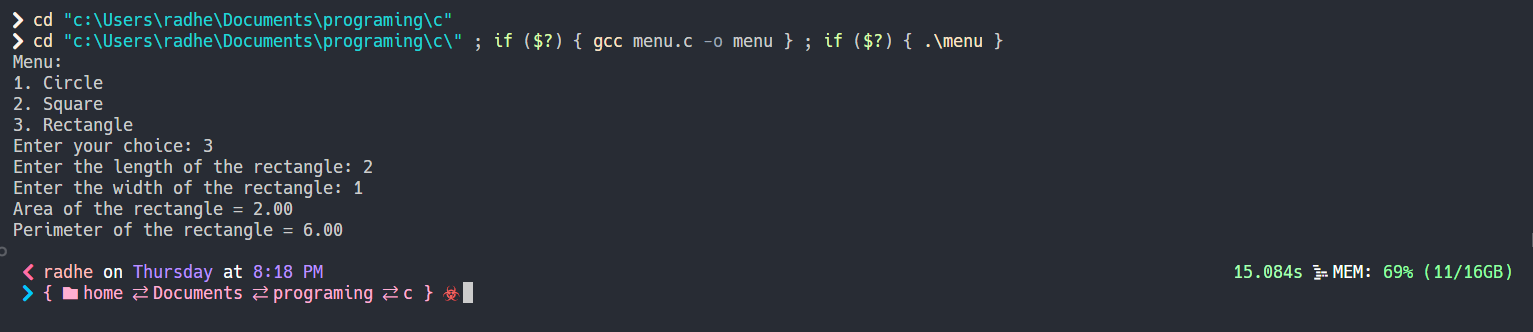 ❯ cd "c:\Users\radhe\Documents\programing\c"
❯ cd "c:\Users\radhe\Documents\programing\c\" ; if ($?) { gcc menu.c -o menu } ; if ($?) { .\menu }
Menu:
1. Circle
2. Square
3. Rectangle
Enter your choice: 3
Enter the length of the rectangle: 2
Enter the width of the rectangle: 1
Area of the rectangle = 2.00
Perimeter of the rectangle = 6.00
❮ radhe on Thursday at 8:18 PM 15.084s MEM: 69% (11/16GB)
❯ { home ⇄ Documents ⇄ programing ⇄ c } ☣